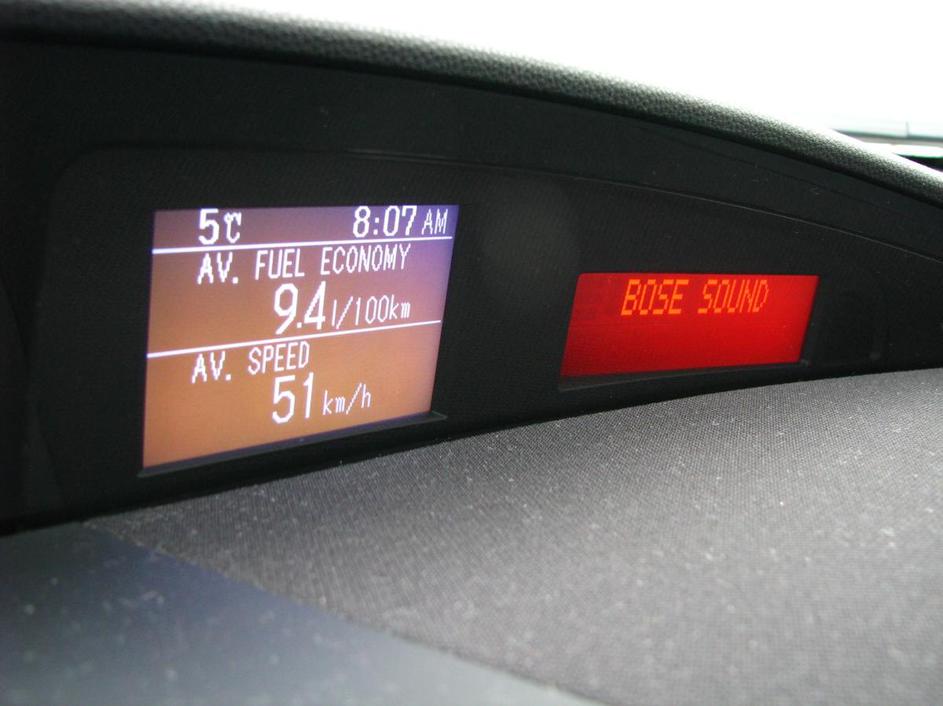 5℃ 8:07 AM
AV. FUEL ECONOMY
9.4 l/100km
AV. SPEED
51 km/h
BOSE SOUND